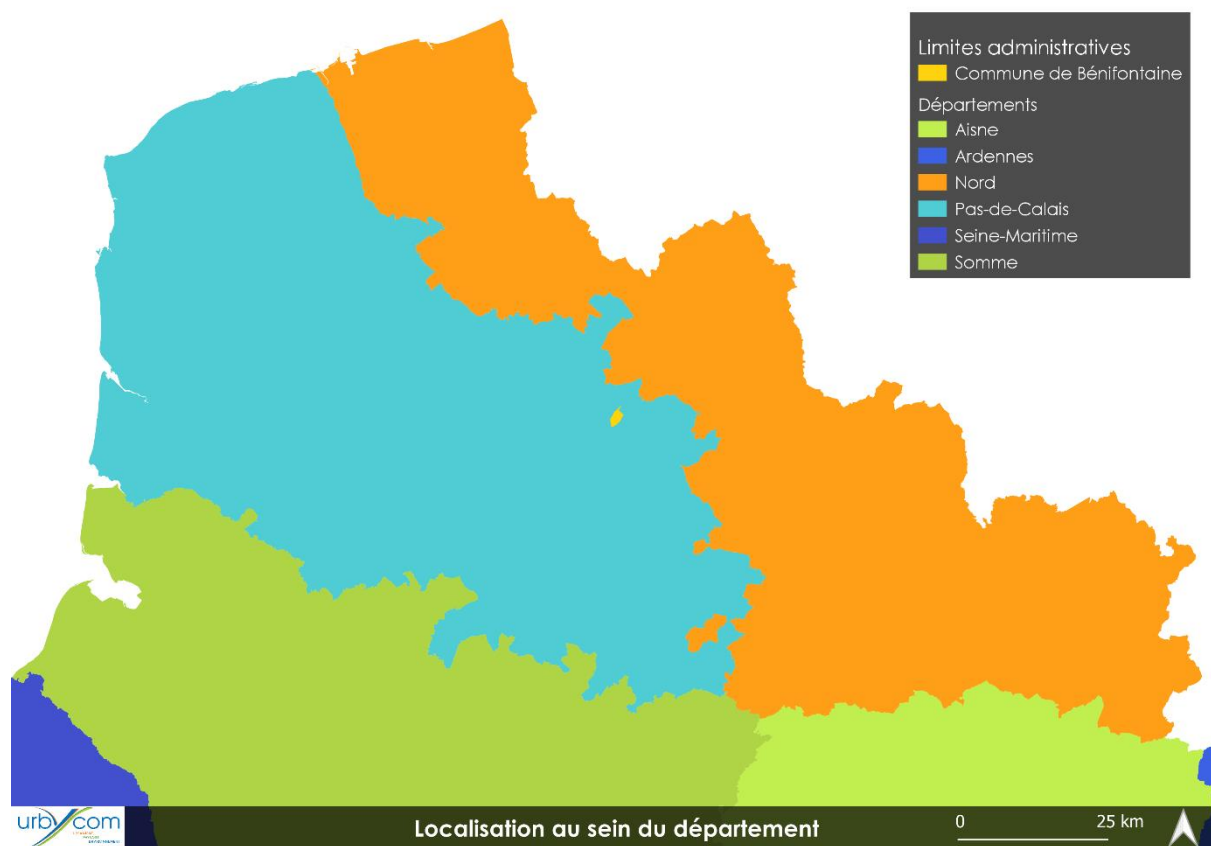 Limites administratives
Commune de Bénifontaine
Départements
Aisne
Ardennes
Nord
Pas-de-Calais
Seine-Maritime
Somme
urbycom
Localisation au sein du département
0 25 km